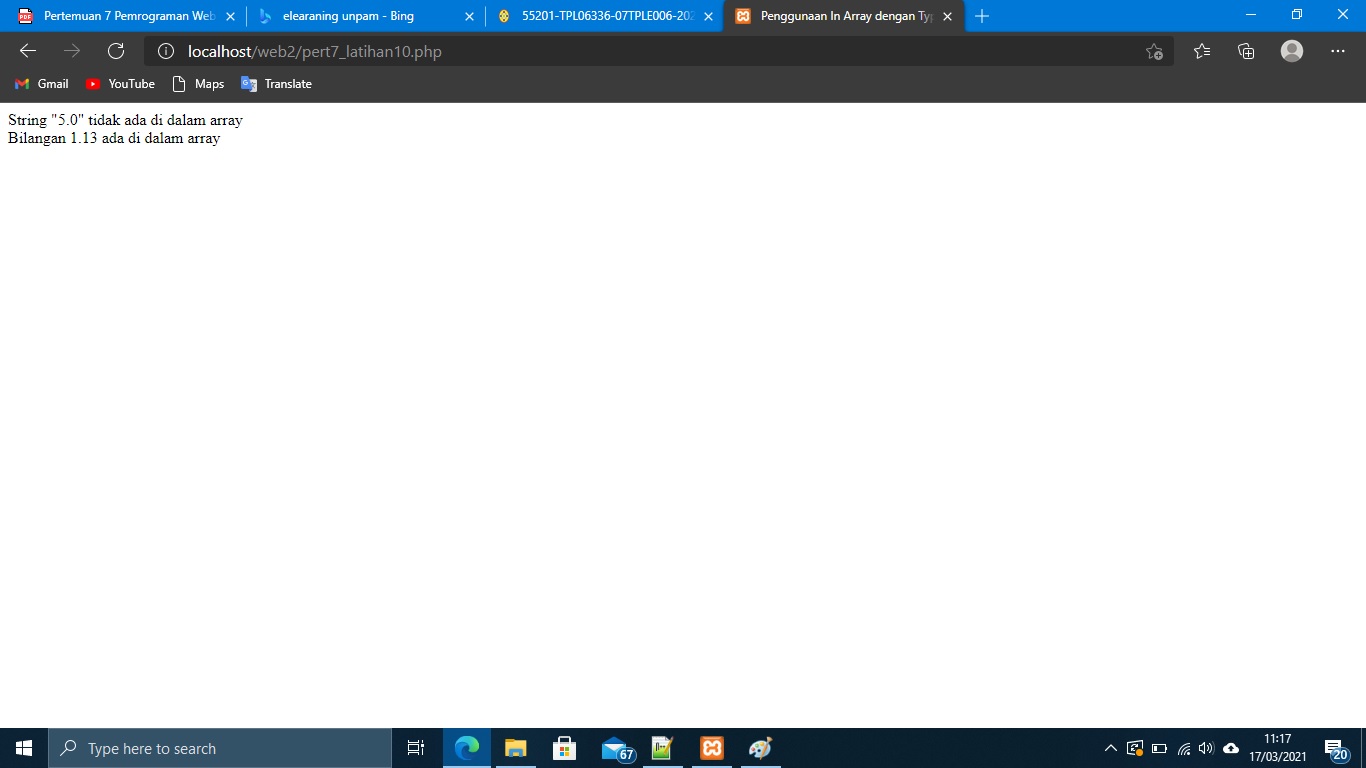 Pertemuan 7 Pemrograman Web
elearaning unpam - Bing
55201-TPL06336-07TPLE006-202
Penggunaan In Array dengan Typ
localhost/web2/pert7_latihan10.php
Gmail
YouTube
Maps
Translate
String "5.0" tidak ada di dalam array
Bilangan 1.13 ada di dalam array
Type here to search
67
11:17
17/03/2021
20